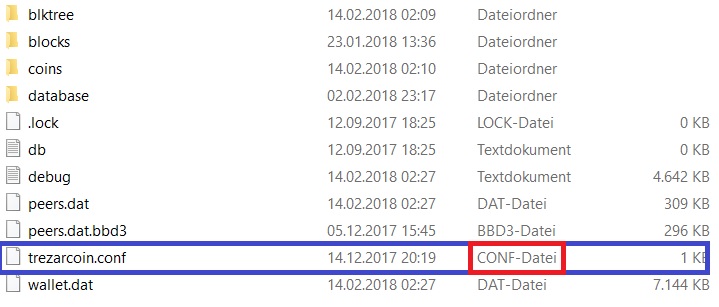 blktree 14.02.2018 02:09 Dateiordner
blocks 23.01.2018 13:36 Dateiordner
coins 14.02.2018 02:10 Dateiordner
database 02.02.2018 23:17 Dateiordner
.lock 12.09.2017 18:25 LOCK-Datei 0 KB
db 12.09.2017 18:25 Textdokument 0 KB
debug 14.02.2018 02:27 Textdokument 4.642 KB
peers.dat 14.02.2018 02:27 DAT-Datei 309 KB
peers.dat.bbd3 05.12.2017 15:45 BBD3-Datei 296 KB
trezarcoin.conf 14.12.2017 20:19 CONF-Datei 1 KB
wallet.dat 14.02.2018 02:27 DAT-Datei 7.144 KB